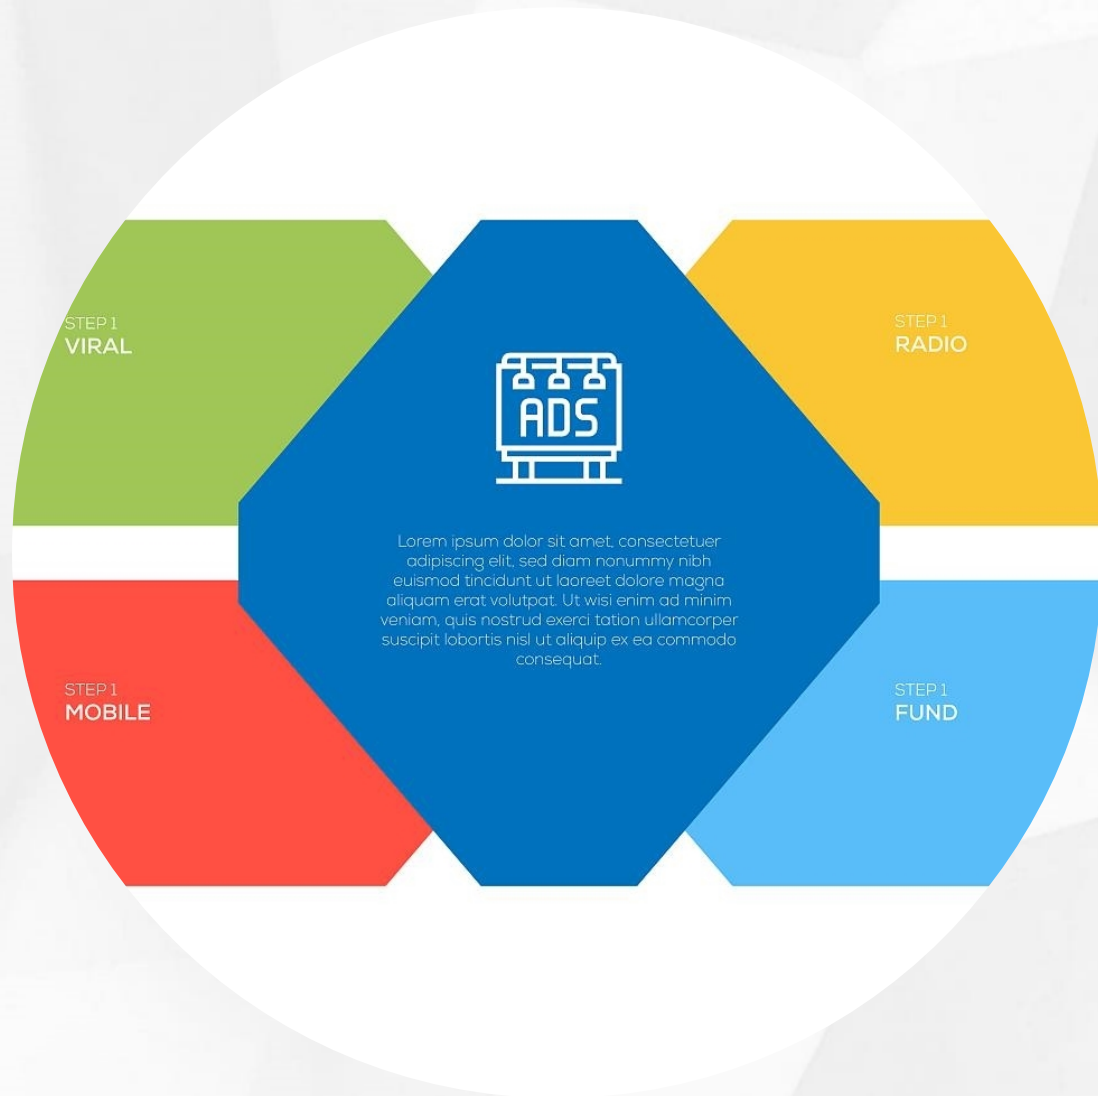 STEP 1
VIRAL
STEP 1
RADIO
ADS
Lorem ipsum dolor sit amet, consectetuer
adipiscing elit, sed diam nonummy nibh
euismod tincidunt ut laoreet dolore magna
aliquam erat volutpat. Ut wisi enim ad minim
veniam, quis nostrud exerci tation ullamcorper
suscipit lobortis nisl ut aliquip ex ea commodo
consequat.
STEP 1
MOBILE
STEP 1
FUND